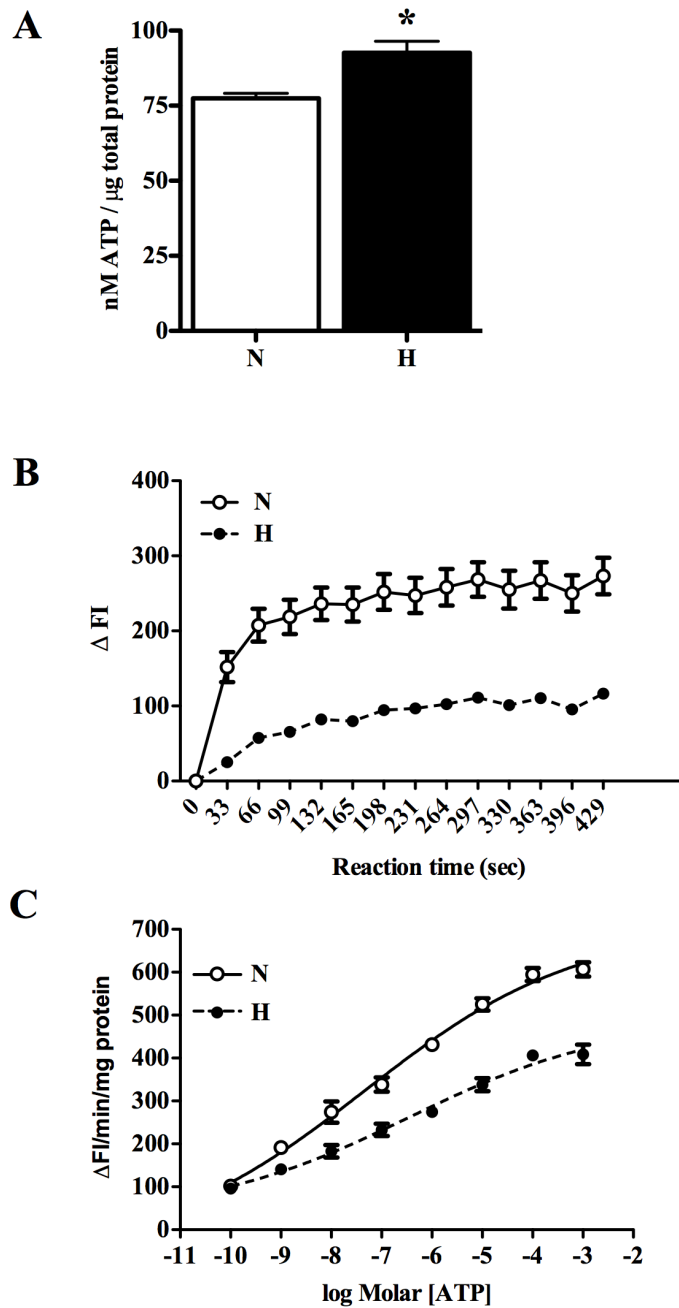 A
*
100
75
50
25
0
nM ATP / µg total protein
N
H
B
400
300
200
100
0
Δ FI
N
H
0 33 66 99 132 165 198 231 264 297 330 363 396 429
Reaction time (sec)
C
700
600
500
400
300
200
100
0
ΔFI/min/mg protein
N
H
-11 -10 -9 -8 -7 -6 -5 -4 -3 -2
log Molar [ATP]